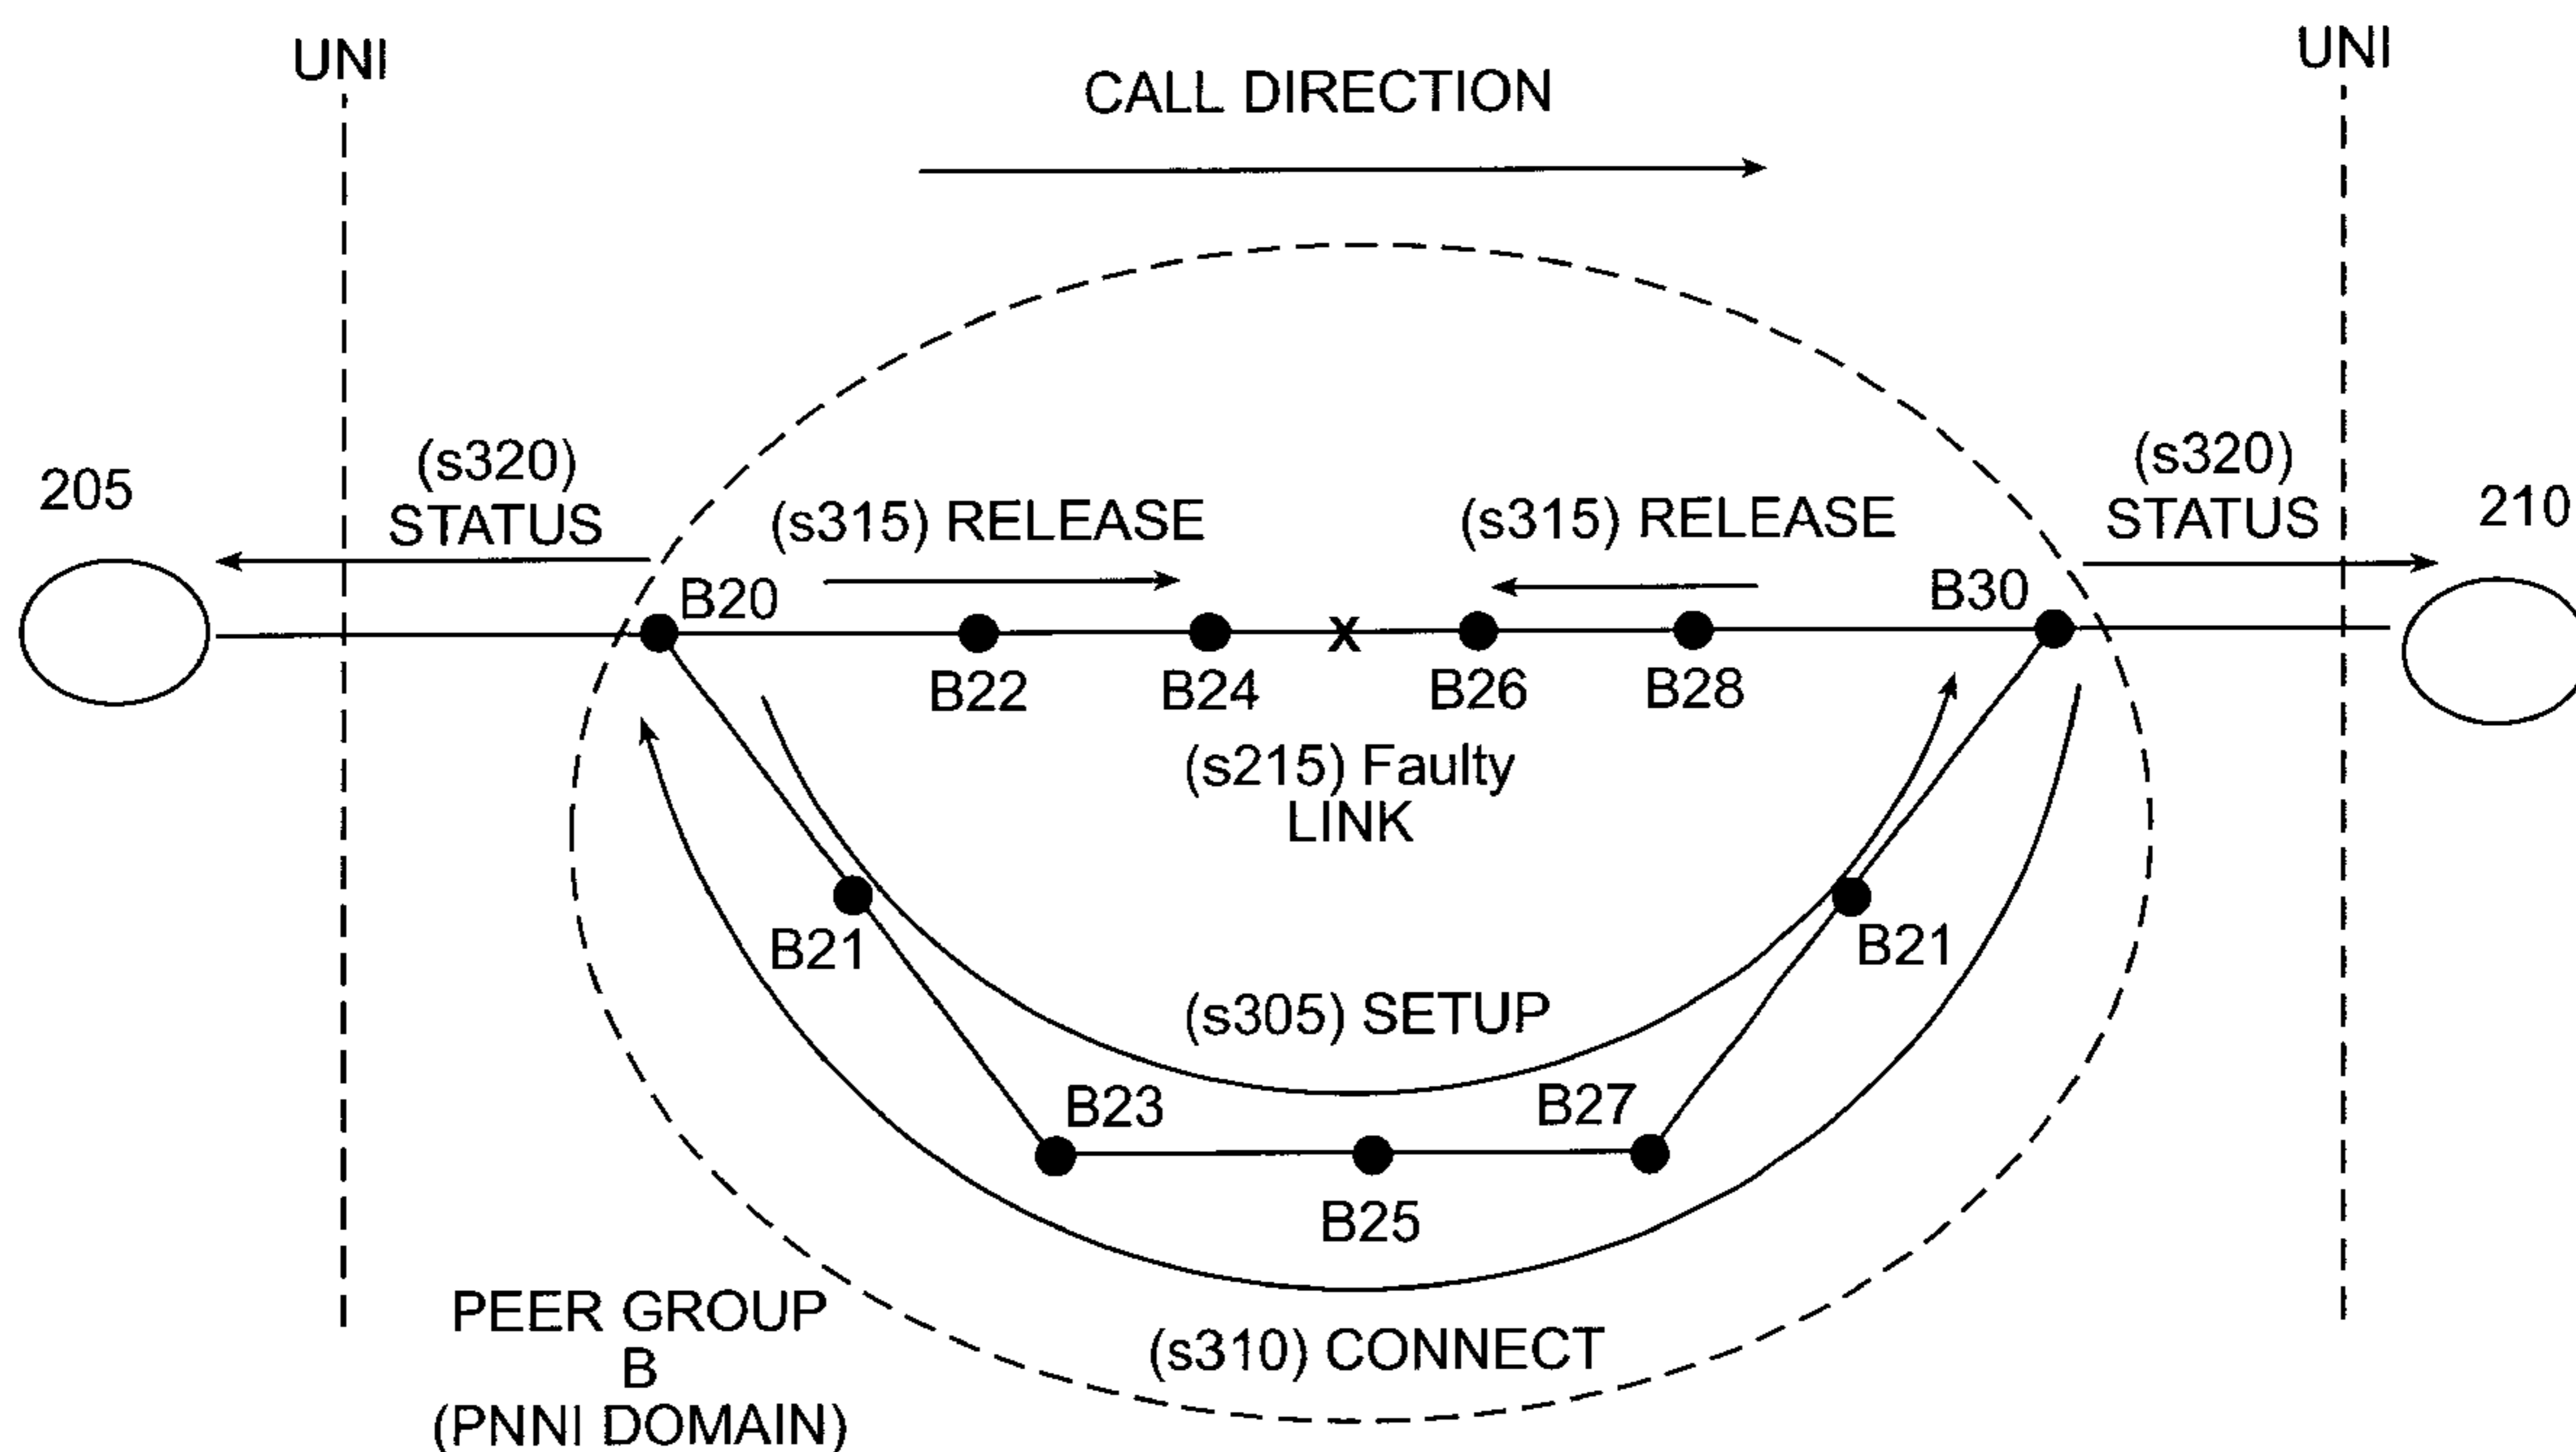 UNI
UNI
CALL DIRECTION
205
(s320)
STATUS
(s315) RELEASE
(s315) RELEASE
(s320)
STATUS
210
B20
B30
B22
B24
x
B26
B28
(s215) Faulty
LINK
B21
B21
(s305) SETUP
B23
B27
B25
PEER GROUP
B
(PNNI DOMAIN)
(s310) CONNECT